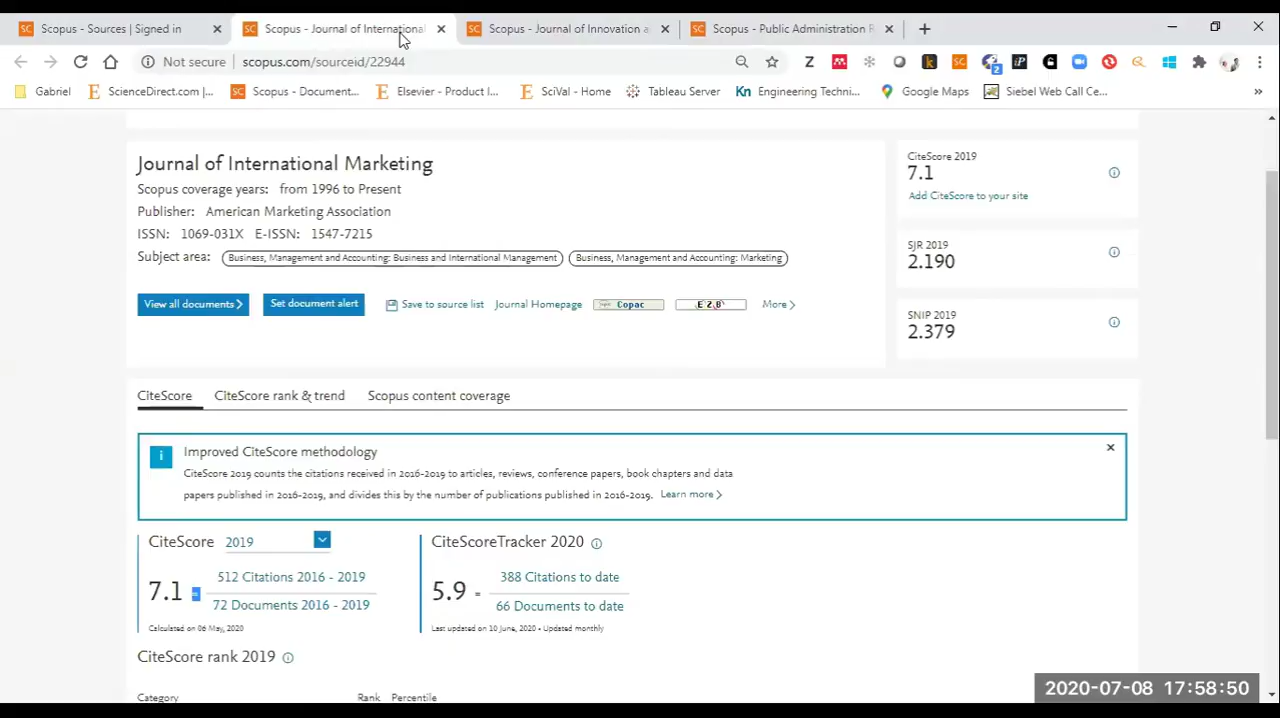 Scopus - Sources | Signed in
Scopus - Journal of International
Scopus - Journal of Innovation a
Scopus - Public Administration R
Not secure scopus.com/sourceid/22944
Gabriel ScienceDirect.com |... Scopus - Document... Elsevier - Product I... SciVal - Home Tableau Server Kn Engineering Techni... Google Maps Siebel Web Call Ce... »
Journal of International Marketing
Scopus coverage years: from 1996 to Present
Publisher: American Marketing Association
ISSN: 1069-031X E-ISSN: 1547-7215
Subject area: Business, Management and Accounting: Business and International Management Business, Management and Accounting: Marketing
View all documents > Set document alert Save to source list Journal Homepage Copac E·Z·B More >
CiteScore 2019
7.1
Add CiteScore to your site
SJR 2019
2.190
SNIP 2019
2.379
CiteScore CiteScore rank & trend Scopus content coverage
Improved CiteScore methodology
CiteScore 2019 counts the citations received in 2016-2019 to articles, reviews, conference papers, book chapters and data
papers published in 2016-2019, and divides this by the number of publications published in 2016-2019. Learn more >
CiteScore 2019
7.1 =
512 Citations 2016 - 2019
72 Documents 2016 - 2019
Calculated on 06 May, 2020
CiteScoreTracker 2020
5.9 =
388 Citations to date
66 Documents to date
Last updated on 10 June, 2020 • Updated monthly
CiteScore rank 2019
Category Rank Percentile
2020-07-08 17:58:50